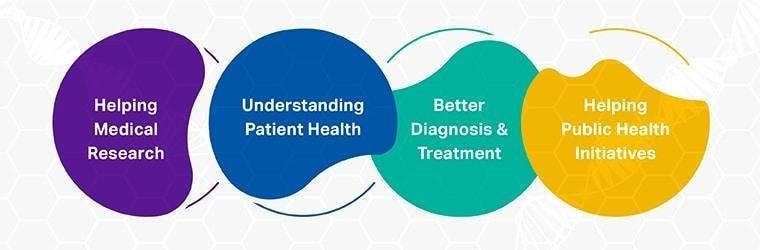 Helping
Medical
Research
Understanding
Patient Health
Better
Diagnosis &
Treatment
Helping
Public Health
Initiatives